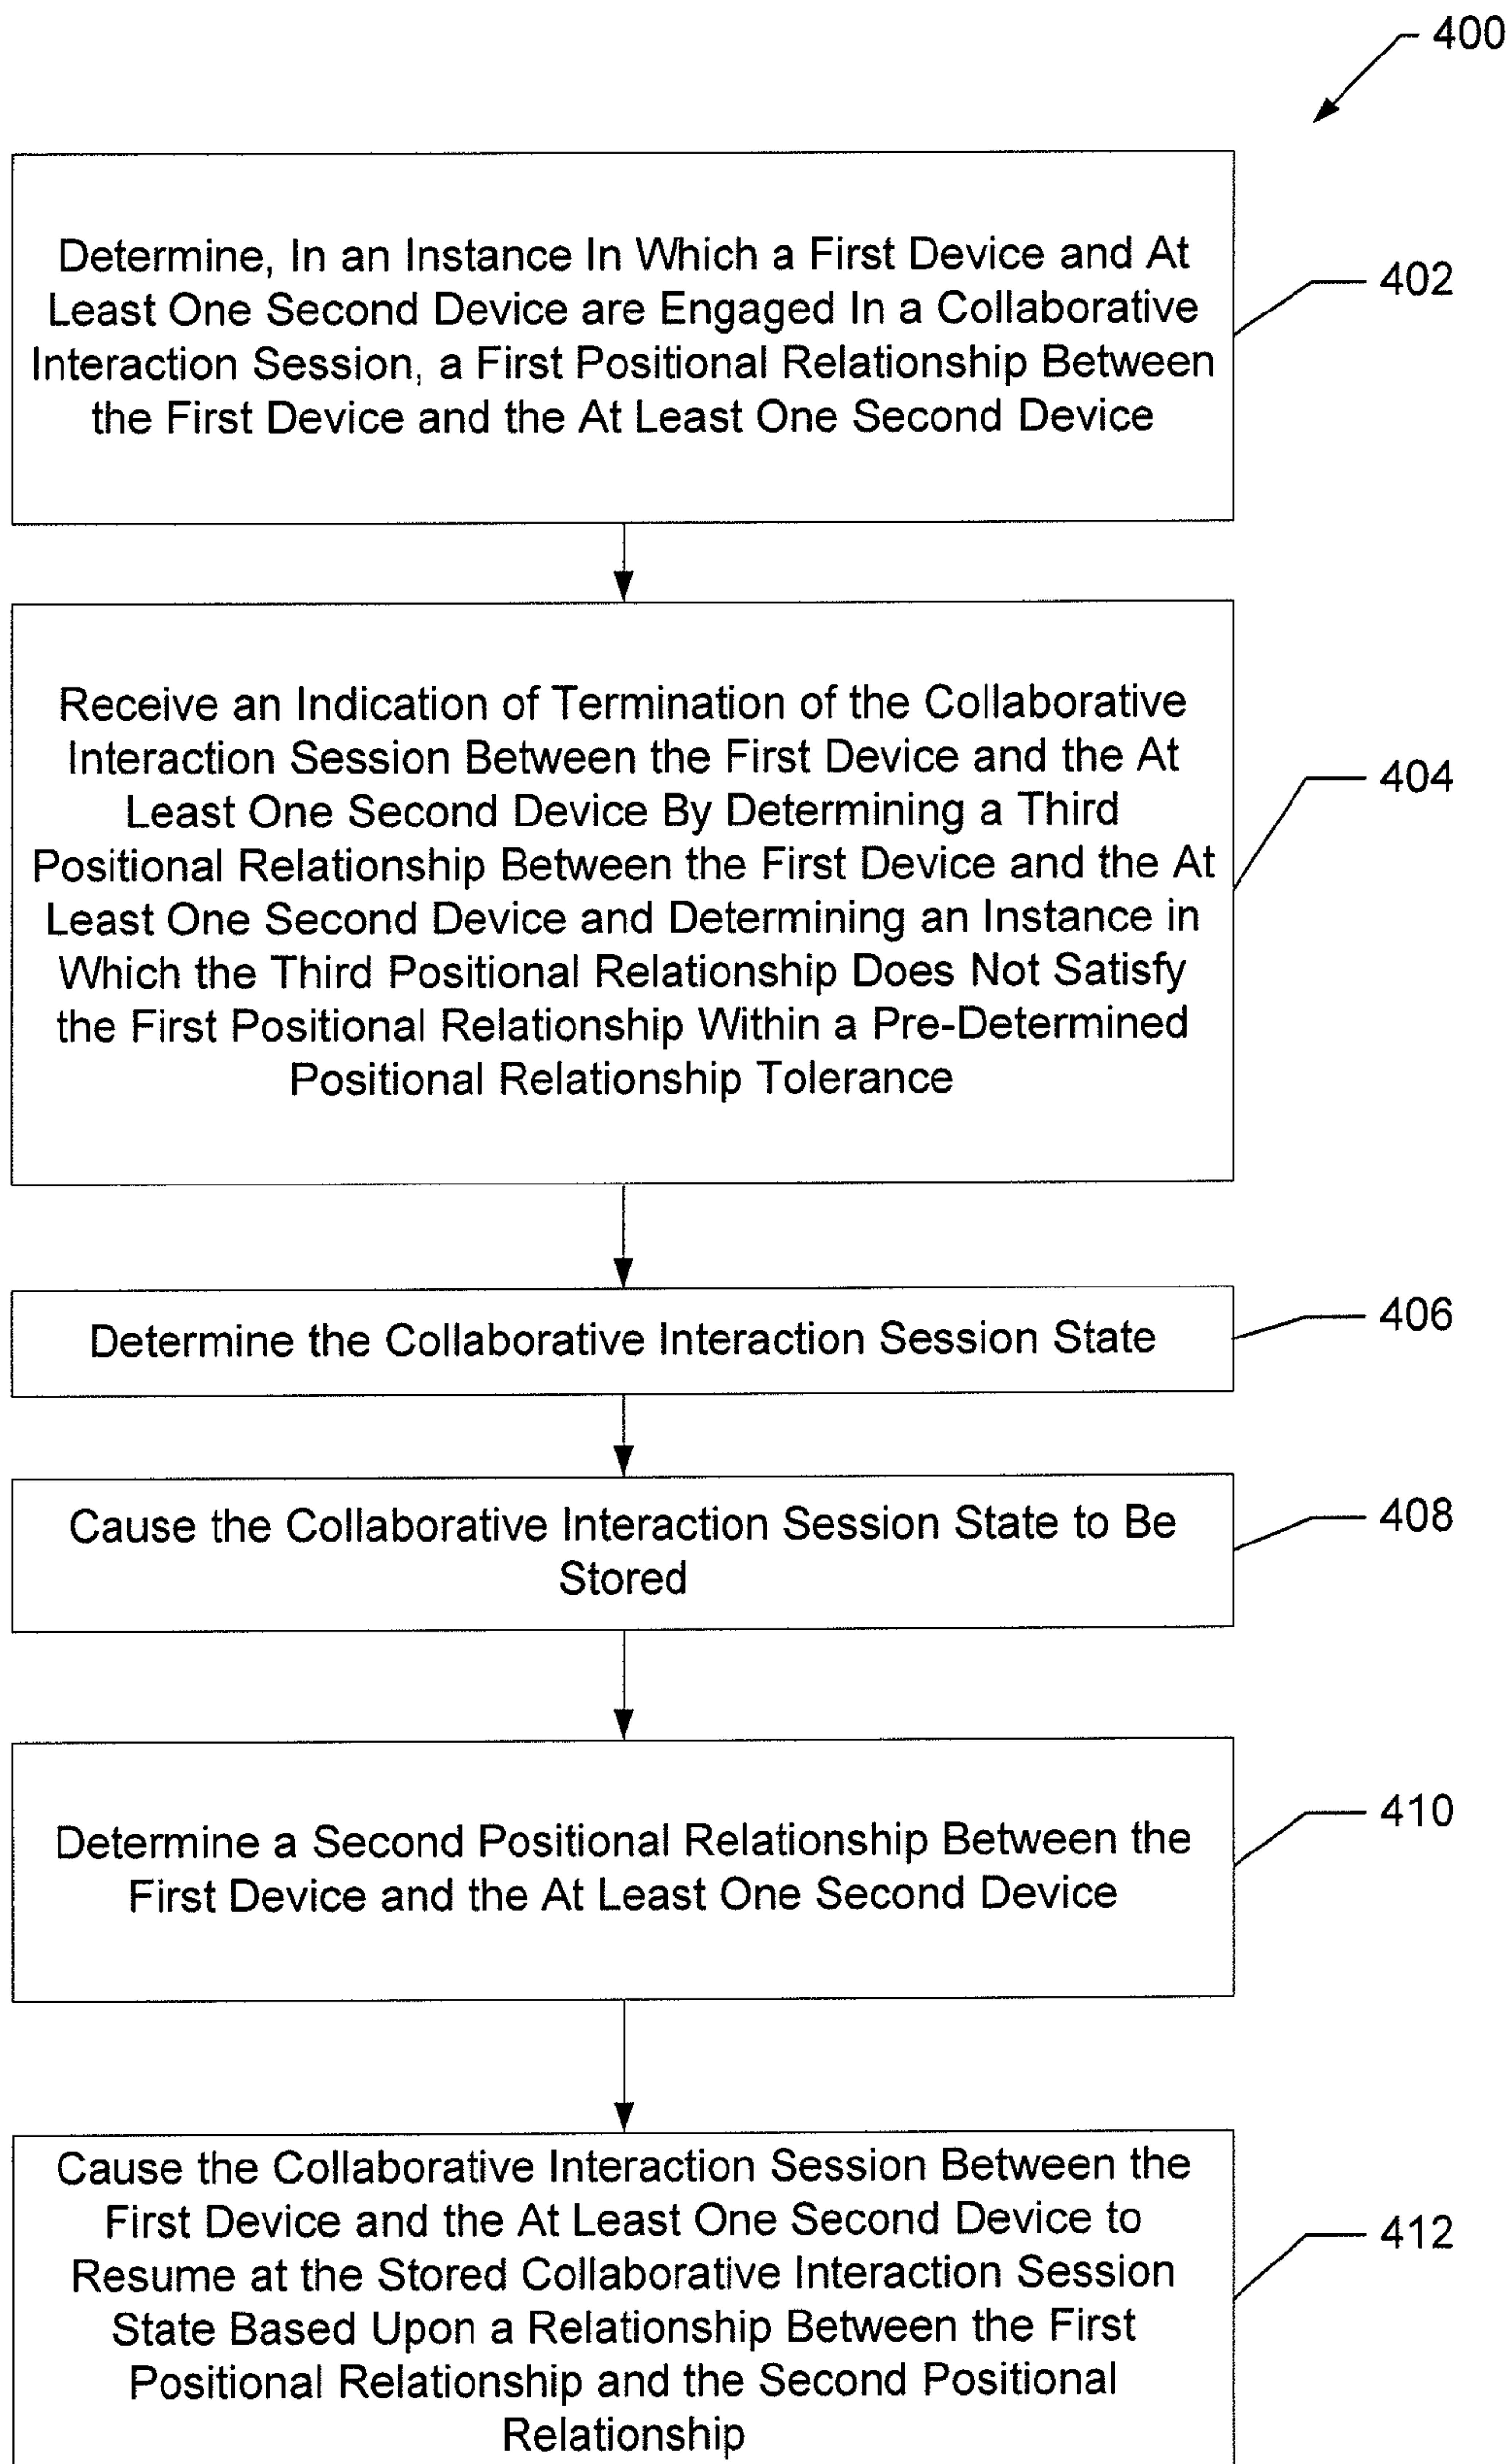 400
Determine, In an Instance In Which a First Device and At
Least One Second Device are Engaged In a Collaborative
Interaction Session, a First Positional Relationship Between
the First Device and the At Least One Second Device
402
Receive an Indication of Termination of the Collaborative
Interaction Session Between the First Device and the At
Least One Second Device By Determining a Third
Positional Relationship Between the First Device and the At
Least One Second Device and Determining an Instance in
Which the Third Positional Relationship Does Not Satisfy
the First Positional Relationship Within a Pre-Determined
Positional Relationship Tolerance
404
Determine the Collaborative Interaction Session State
406
Cause the Collaborative Interaction Session State to Be
Stored
408
Determine a Second Positional Relationship Between the
First Device and the At Least One Second Device
410
Cause the Collaborative Interaction Session Between the
First Device and the At Least One Second Device to
Resume at the Stored Collaborative Interaction Session
State Based Upon a Relationship Between the First
Positional Relationship and the Second Positional
Relationship
412